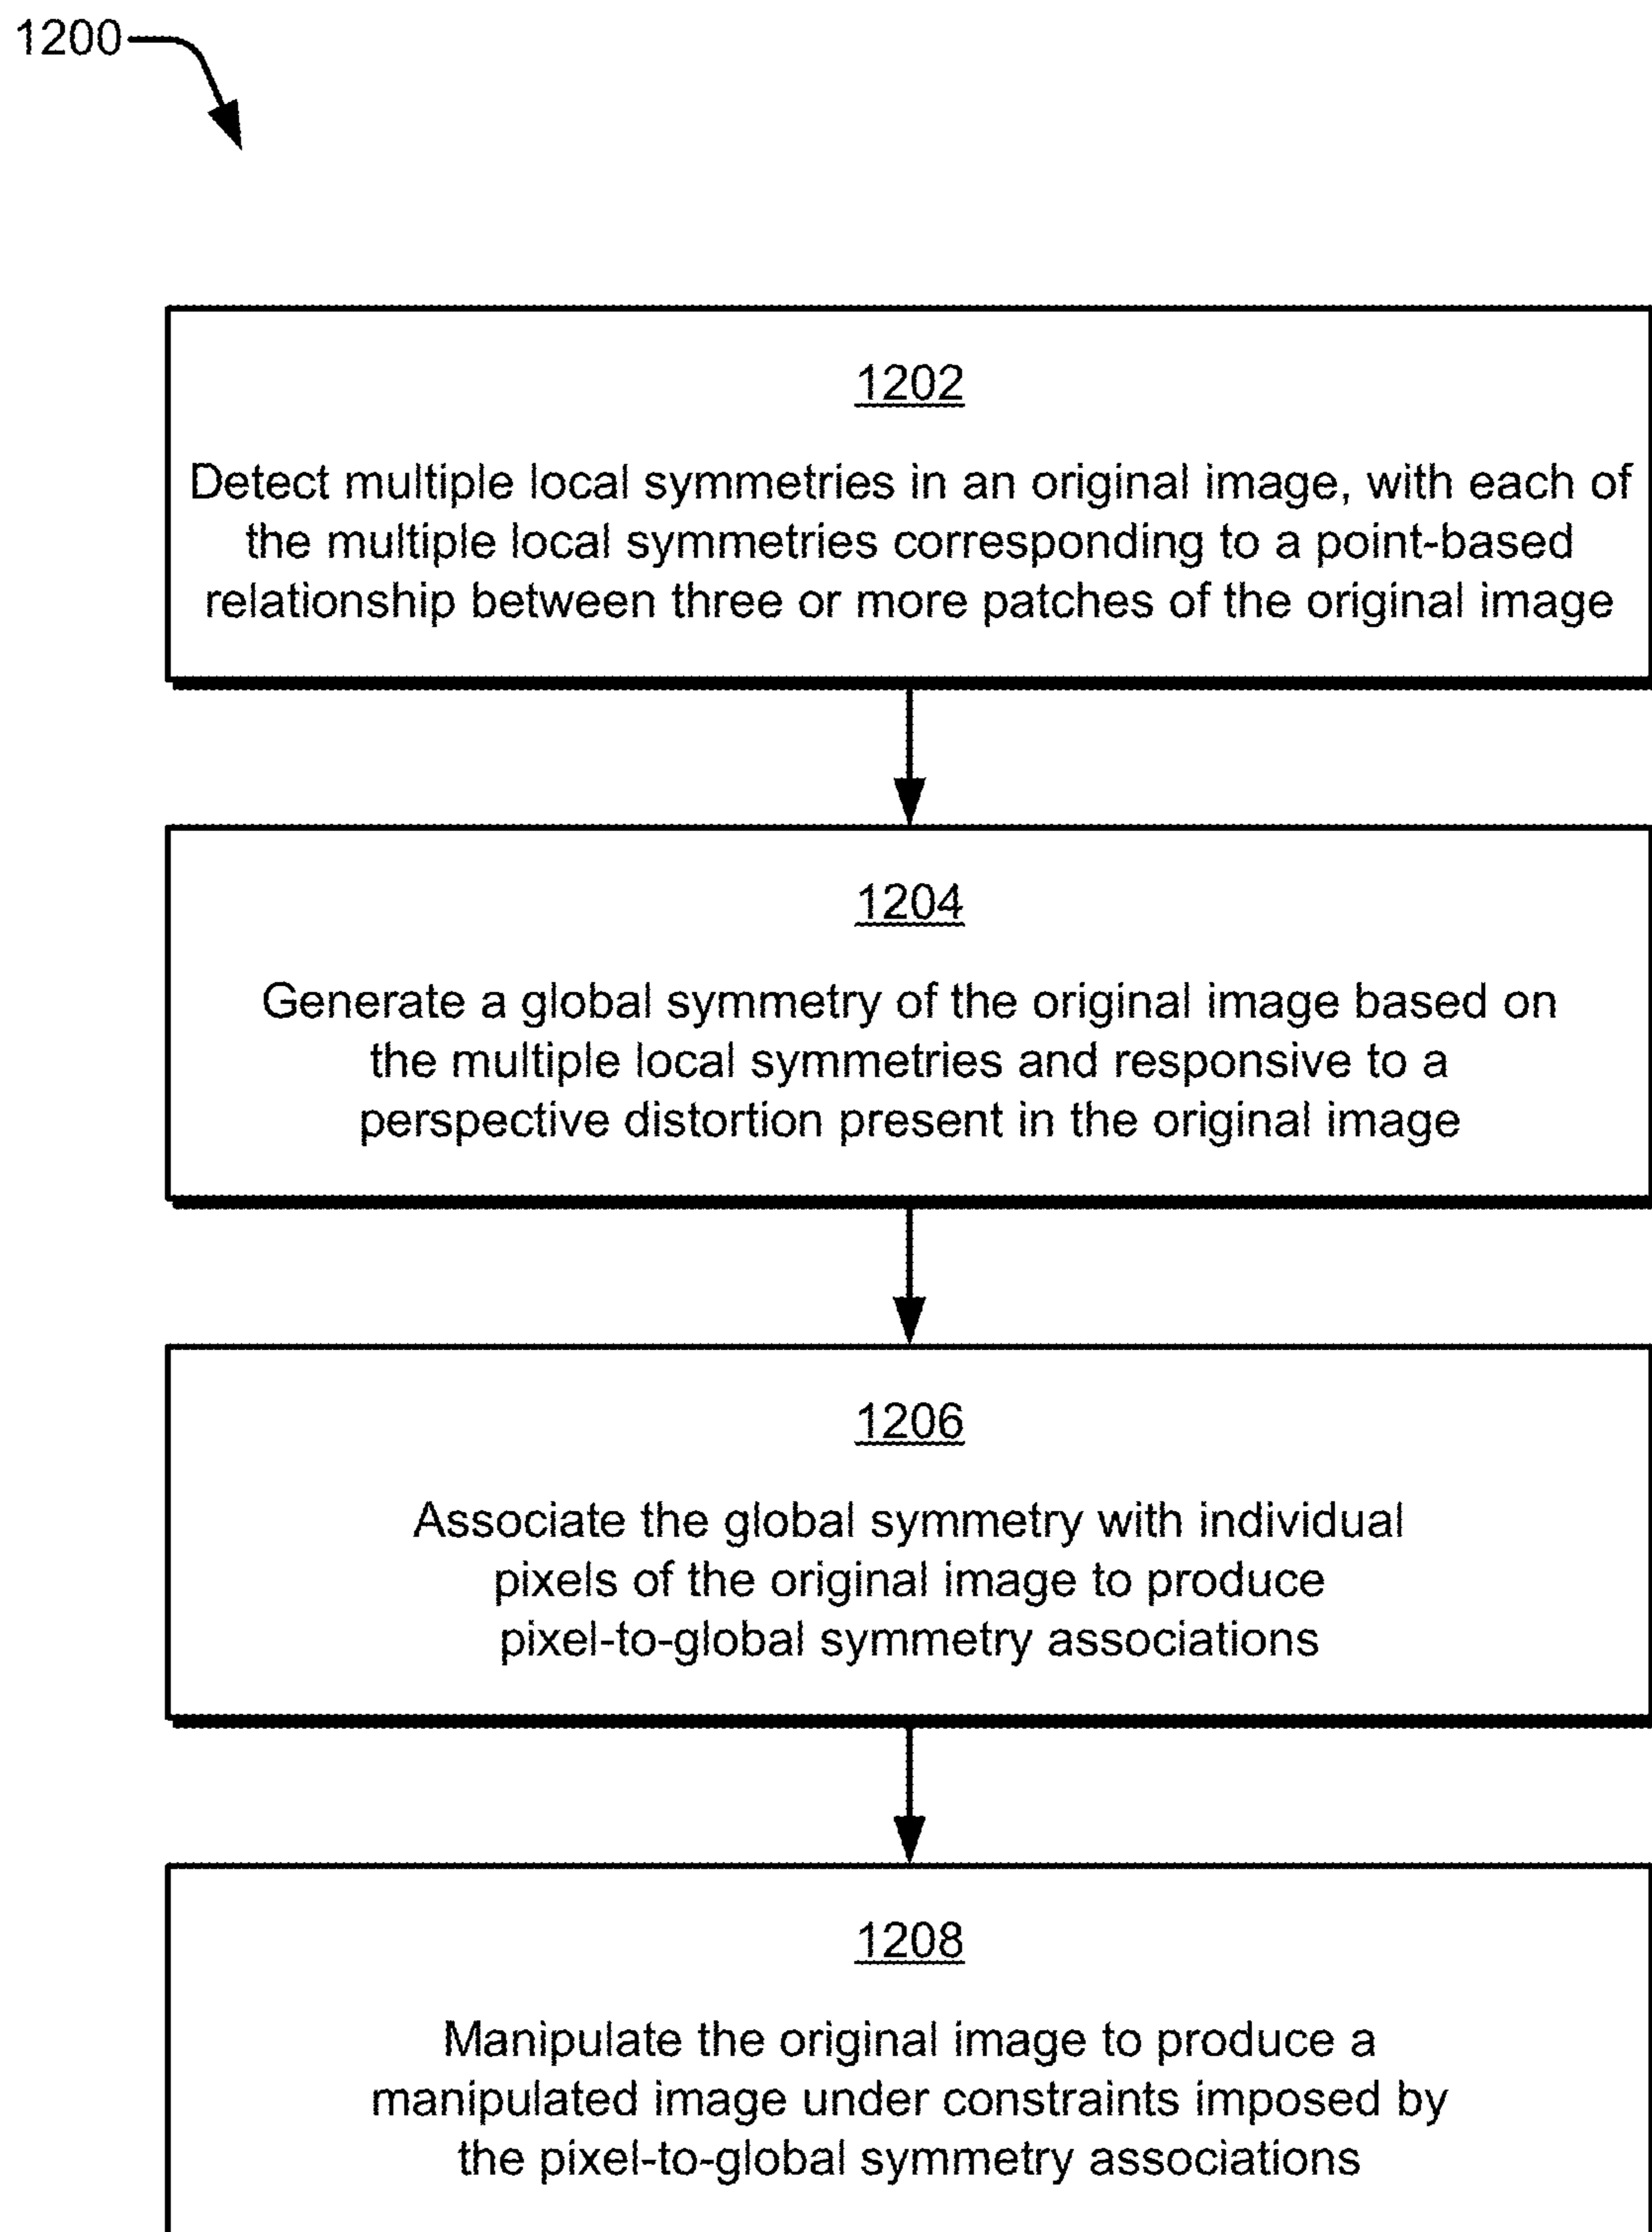 1200
1202
Detect multiple local symmetries in an original image, with each of
the multiple local symmetries corresponding to a point-based
relationship between three or more patches of the original image
1204
Generate a global symmetry of the original image based on
the multiple local symmetries and responsive to a
perspective distortion present in the original image
1206
Associate the global symmetry with individual
pixels of the original image to produce
pixel-to-global symmetry associations
1208
Manipulate the original image to produce a
manipulated image under constraints imposed by
the pixel-to-global symmetry associations